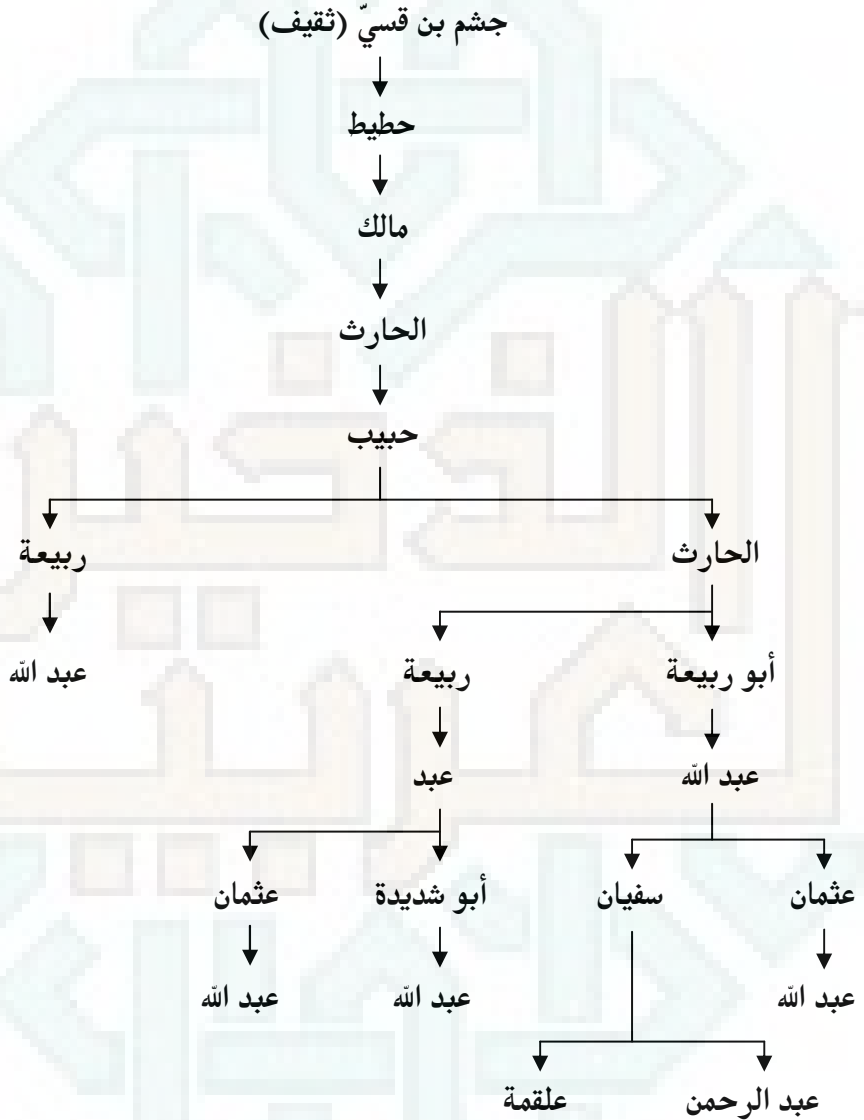 جشم بن قسيّ (ثقيف)
حطيط
مالك
الحارث
حبيب
الحارث ربيعة
أبو ربيعة ربيعة عبد الله
عبد الله عبد
عثمان سفيان أبو شديدة عثمان
عبد الله عبد الله عبد الله
عبد الرحمن علقمة